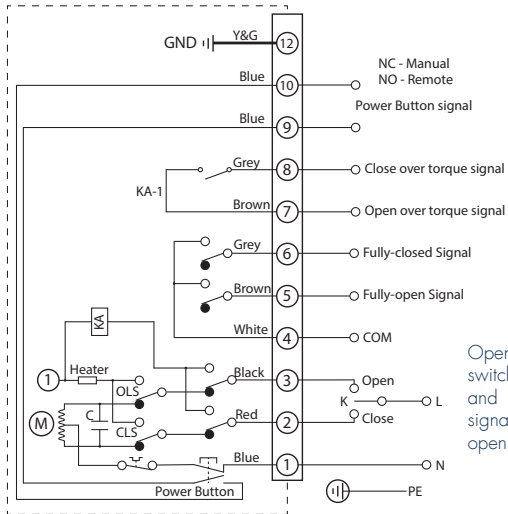 GND Y&G 12
NC - Manual
NO - Remote
Blue 10
Power Button signal
Blue 9
Grey 8 Close over torque signal
KA-1
Brown 7 Open over torque signal
Grey 6 Fully-closed Signal
Brown 5 Fully-open Signal
White 4 COM
KA
1 Heater OLS Black 3 Open
K L
M C CLS Red 2 Close
Blue 1 N
Power Button
PE
Open
switch
and
signa
open